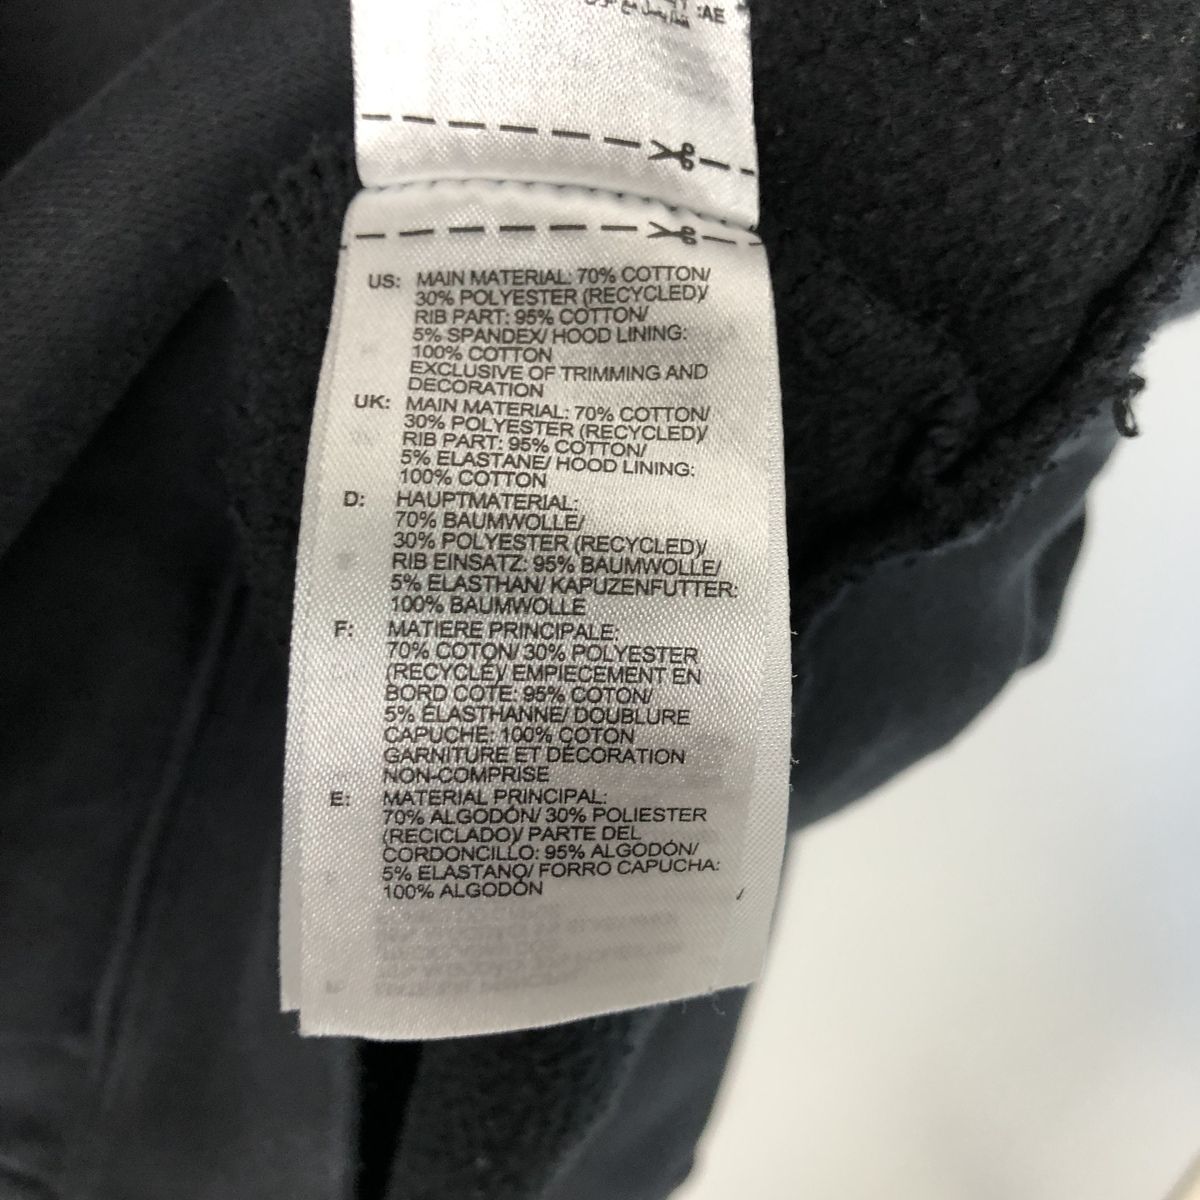 :AE
US: MAIN MATERIAL: 70% COTTON/
30% POLYESTER (RECYCLED)/
RIB PART: 95% COTTON/
5% SPANDEX/ HOOD LINING:
100% COTTON
EXCLUSIVE OF TRIMMING AND
DECORATION
UK: MAIN MATERIAL: 70% COTTON/
30% POLYESTER (RECYCLED)/
RIB PART: 95% COTTON/
5% ELASTANE/ HOOD LINING:
100% COTTON
D: HAUPTMATERIAL:
70% BAUMWOLLE/
30% POLYESTER (RECYCLED)/
RIB EINSATZ: 95% BAUMWOLLE/
5% ELASTHAN/ KAPUZENFUTTER:
100% BAUMWOLLE
F: MATIERE PRINCIPALE:
70% COTON/ 30% POLYESTER
(RECYCLÉ)/ EMPIECEMENT EN
BORD COTE: 95% COTON/
5% ÉLASTHANNE/ DOUBLURE
CAPUCHE: 100% COTON
GARNITURE ET DÉCORATION
NON-COMPRISE
E: MATERIAL PRINCIPAL:
70% ALGODÓN/ 30% POLIESTER
(RECICLADO)/ PARTE DEL
CORDONCILLO: 95% ALGODÓN/
5% ELASTANO/ FORRO CAPUCHA:
100% ALGODÓN